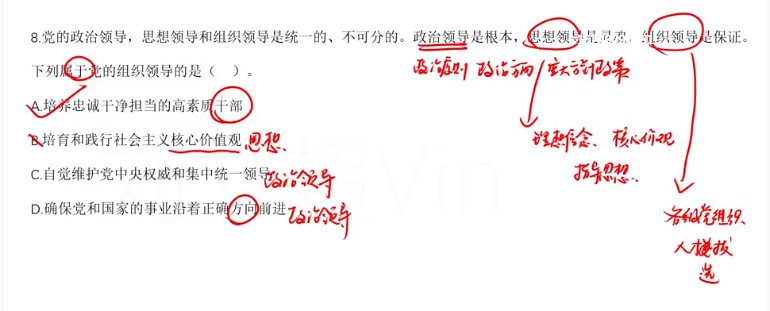 8.党的政治领导，思想领导和组织领导是统一的、不可分的。政治领导是根本，思想领导是灵魂，组织领导是保证。
下列属于党的组织领导的是（　）。
政治原则 政治方向 重大方针政策
A.培养忠诚干净担当的高素质干部
B.培育和践行社会主义核心价值观 思想.
理想信念、核心价观
指导思想.
C.自觉维护党中央权威和集中统一领导 政治领导
D.确保党和国家的事业沿着正确方向前进 政治领导
各级党组织.
人才 拔
选